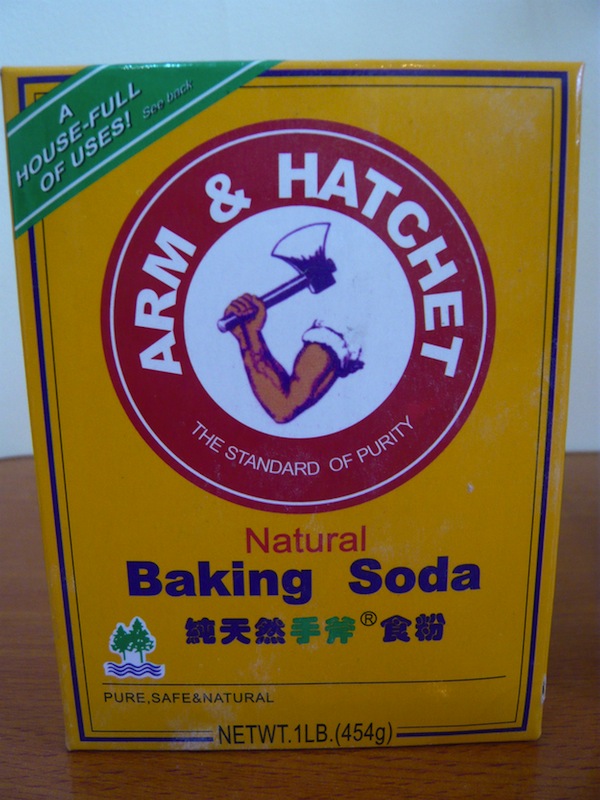 A
HOUSE-FULL
OF USES! See back.
ARM & HATCHET
THE STANDARD OF PURITY
Natural
Baking Soda
純天然手斧®食粉
PURE,SAFE&NATURAL
NETWT.1LB.(454g)